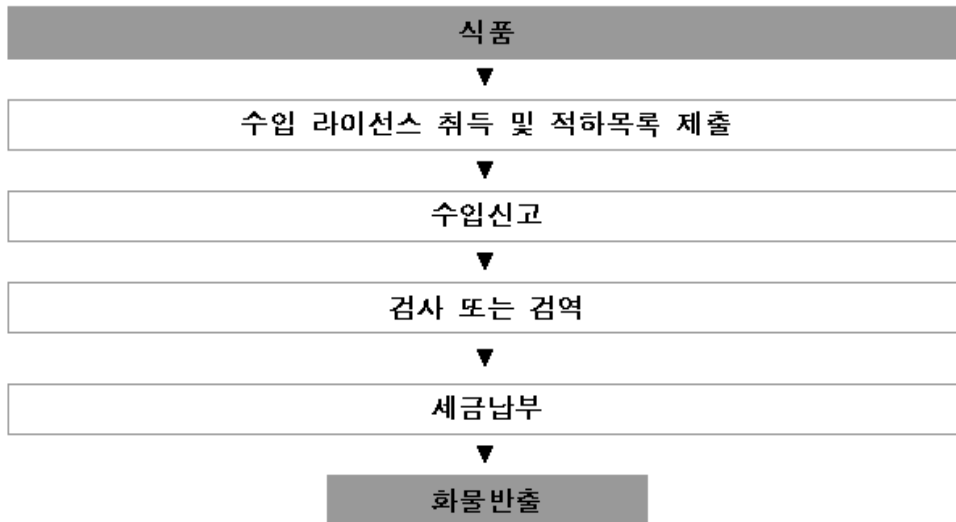 식품
수입 라이선스 취득 및 적하목록 제출
수입신고
검사 또는 검역
세금납부
화물반출